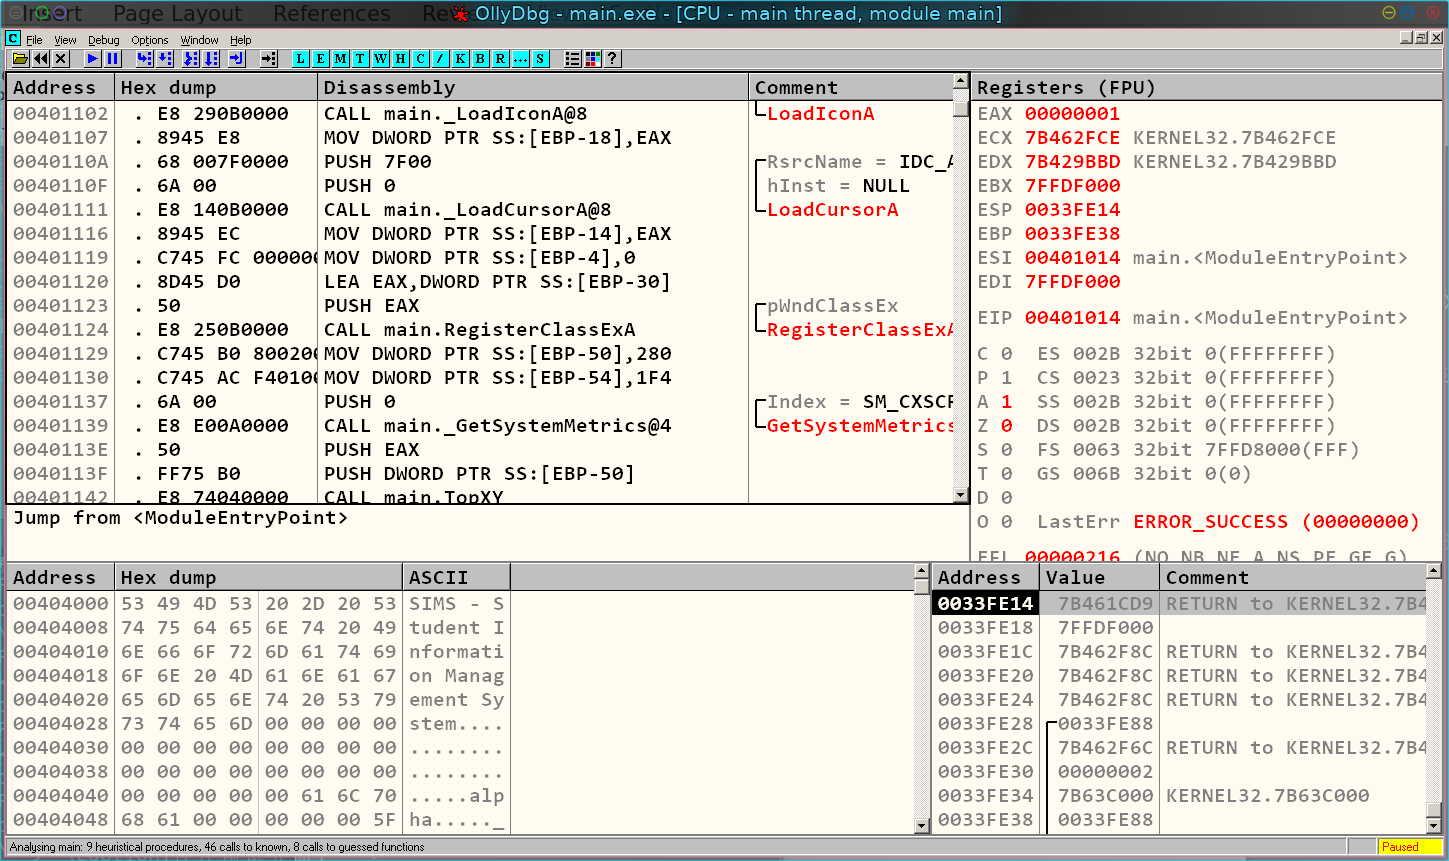 Insert Page Layout References
OllyDbg - main.exe - [CPU - main thread, module main]
C File View Debug Options Window Help
L E M T W H C / K B R ... S ?
Address Hex dump Disassembly Comment
00401102 . E8 290B0000 CALL main._LoadIconA@8 LoadIconA
00401107 . 8945 E8 MOV DWORD PTR SS:[EBP-18],EAX
0040110A . 68 007F0000 PUSH 7F00 RsrcName = IDC_A
0040110F . 6A 00 PUSH 0 hInst = NULL
00401111 . E8 140B0000 CALL main._LoadCursorA@8 LoadCursorA
00401116 . 8945 EC MOV DWORD PTR SS:[EBP-14],EAX
00401119 . C745 FC 000000 MOV DWORD PTR SS:[EBP-4],0
00401120 . 8D45 D0 LEA EAX,DWORD PTR SS:[EBP-30]
00401123 . 50 PUSH EAX pWndClassEx
00401124 . E8 250B0000 CALL main.RegisterClassExA RegisterClassExA
00401129 . C745 B0 800200 MOV DWORD PTR SS:[EBP-50],280
00401130 . C745 AC F40100 MOV DWORD PTR SS:[EBP-54],1F4
00401137 . 6A 00 PUSH 0 Index = SM_CXSCR
00401139 . E8 E00A0000 CALL main._GetSystemMetrics@4 GetSystemMetrics
0040113E . 50 PUSH EAX
0040113F . FF75 B0 PUSH DWORD PTR SS:[EBP-50]
00401142 . E8 74040000 CALL main.TopXY
Jump from <ModuleEntryPoint>
Registers (FPU)
EAX 00000001
ECX 7B462FCE KERNEL32.7B462FCE
EDX 7B429BBD KERNEL32.7B429BBD
EBX 7FFDF000
ESP 0033FE14
EBP 0033FE38
ESI 00401014 main.<ModuleEntryPoint>
EDI 7FFDF000
EIP 00401014 main.<ModuleEntryPoint>
C 0 ES 002B 32bit 0(FFFFFFFF)
P 1 CS 0023 32bit 0(FFFFFFFF)
A 1 SS 002B 32bit 0(FFFFFFFF)
Z 0 DS 002B 32bit 0(FFFFFFFF)
S 0 FS 0063 32bit 7FFD8000(FFF)
T 0 GS 006B 32bit 0(0)
D 0
O 0 LastErr ERROR_SUCCESS (00000000)
EFL 00000216 (NO,NB,NE,A,NS,PE,GE,G)
Address Hex dump ASCII
00404000 53 49 4D 53 20 2D 20 53 SIMS - S
00404008 74 75 64 65 6E 74 20 49 tudent I
00404010 6E 66 6F 72 6D 61 74 69 nformati
00404018 6F 6E 20 4D 61 6E 61 67 on Manag
00404020 65 6D 65 6E 74 20 53 79 ement Sy
00404028 73 74 65 6D 00 00 00 00 stem....
00404030 00 00 00 00 00 00 00 00 ........
00404038 00 00 00 00 00 00 00 00 ........
00404040 00 00 00 00 00 61 6C 70 .....alp
00404048 68 61 00 00 00 00 00 5F ha....._
Address Value Comment
0033FE14 7B461CD9 RETURN to KERNEL32.7B4
0033FE18 7FFDF000
0033FE1C 7B462F8C RETURN to KERNEL32.7B4
0033FE20 7B462F8C RETURN to KERNEL32.7B4
0033FE24 7B462F8C RETURN to KERNEL32.7B4
0033FE28 0033FE88
0033FE2C 7B462F6C RETURN to KERNEL32.7B4
0033FE30 00000002
0033FE34 7B63C000 KERNEL32.7B63C000
0033FE38 0033FE88
Analysing main: 9 heuristical procedures, 46 calls to known, 8 calls to guessed functions
Paused